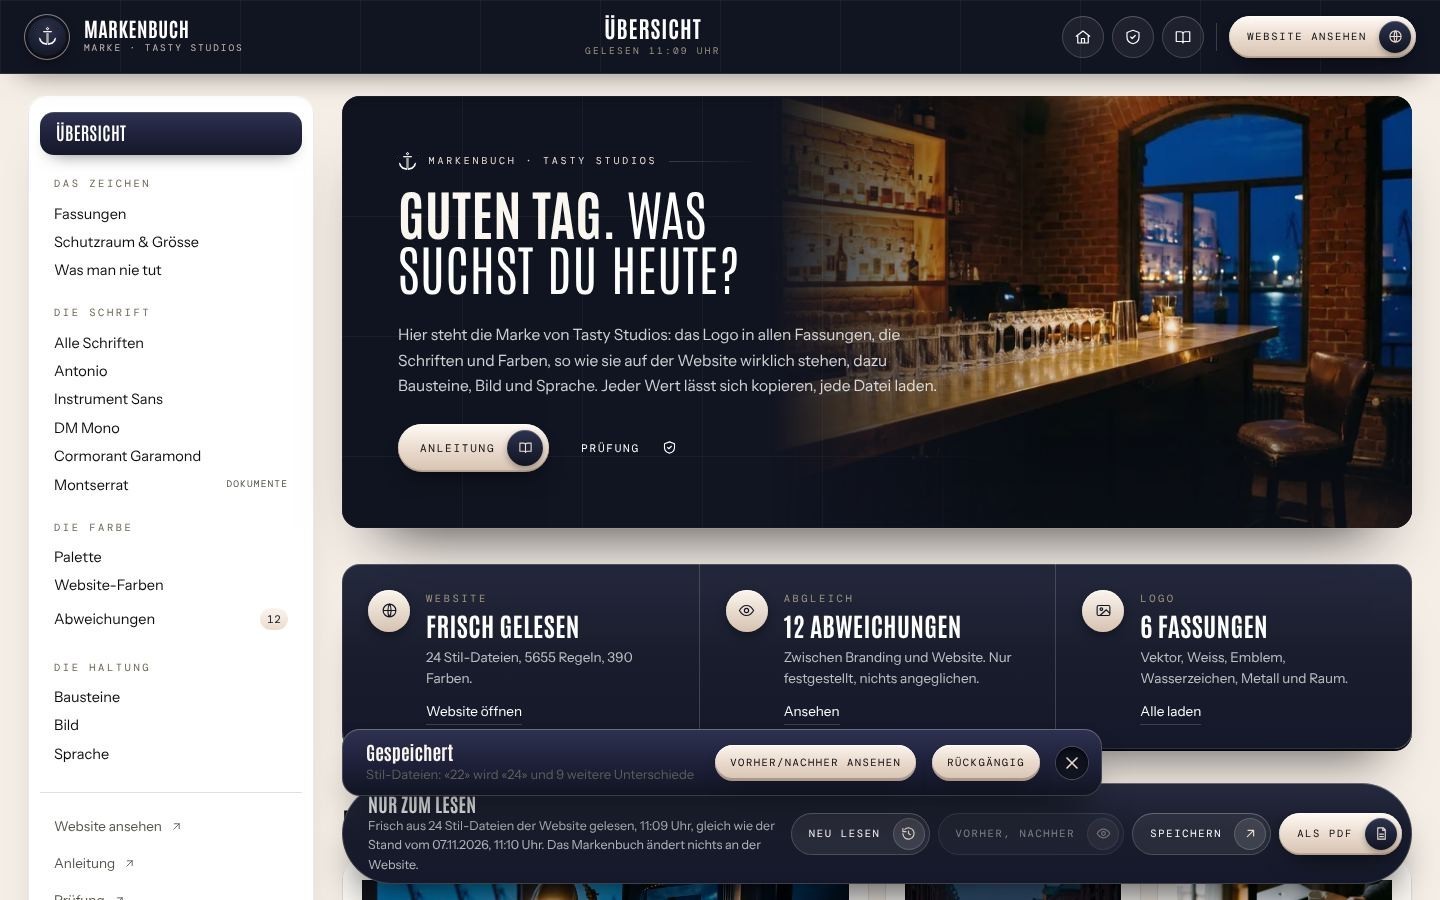 MARKENBUCH
MARKE · TASTY STUDIOS
ÜBERSICHT
GELESEN 11:09 UHR
WEBSITE ANSEHEN
ÜBERSICHT
DAS ZEICHEN
Fassungen
Schutzraum & Grösse
Was man nie tut
DIE SCHRIFT
Alle Schriften
Antonio
Instrument Sans
DM Mono
Cormorant Garamond
Montserrat DOKUMENTE
DIE FARBE
Palette
Website-Farben
Abweichungen 12
DIE HALTUNG
Bausteine
Bild
Sprache
Website ansehen
Anleitung
Prüfung
MARKENBUCH · TASTY STUDIOS
GUTEN TAG. WAS
SUCHST DU HEUTE?
Hier steht die Marke von Tasty Studios: das Logo in allen Fassungen, die
Schriften und Farben, so wie sie auf der Website wirklich stehen, dazu
Bausteine, Bild und Sprache. Jeder Wert lässt sich kopieren, jede Datei laden.
ANLEITUNG
PRÜFUNG
WEBSITE
FRISCH GELESEN
24 Stil-Dateien, 5655 Regeln, 390
Farben.
Website öffnen
ABGLEICH
12 ABWEICHUNGEN
Zwischen Branding und Website. Nur
festgestellt, nichts angeglichen.
Ansehen
LOGO
6 FASSUNGEN
Vektor, Weiss, Emblem,
Wasserzeichen, Metall und Raum.
Alle laden
Gespeichert
Stil-Dateien: «22» wird «24» und 9 weitere Unterschiede
VORHER/NACHHER ANSEHEN
RÜCKGÄNGIG
NUR ZUM LESEN
Frisch aus 24 Stil-Dateien der Website gelesen, 11:09 Uhr, gleich wie der
Stand vom 07.11.2026, 11:10 Uhr. Das Markenbuch ändert nichts an der
Website.
NEU LESEN
VORHER, NACHHER
SPEICHERN
ALS PDF